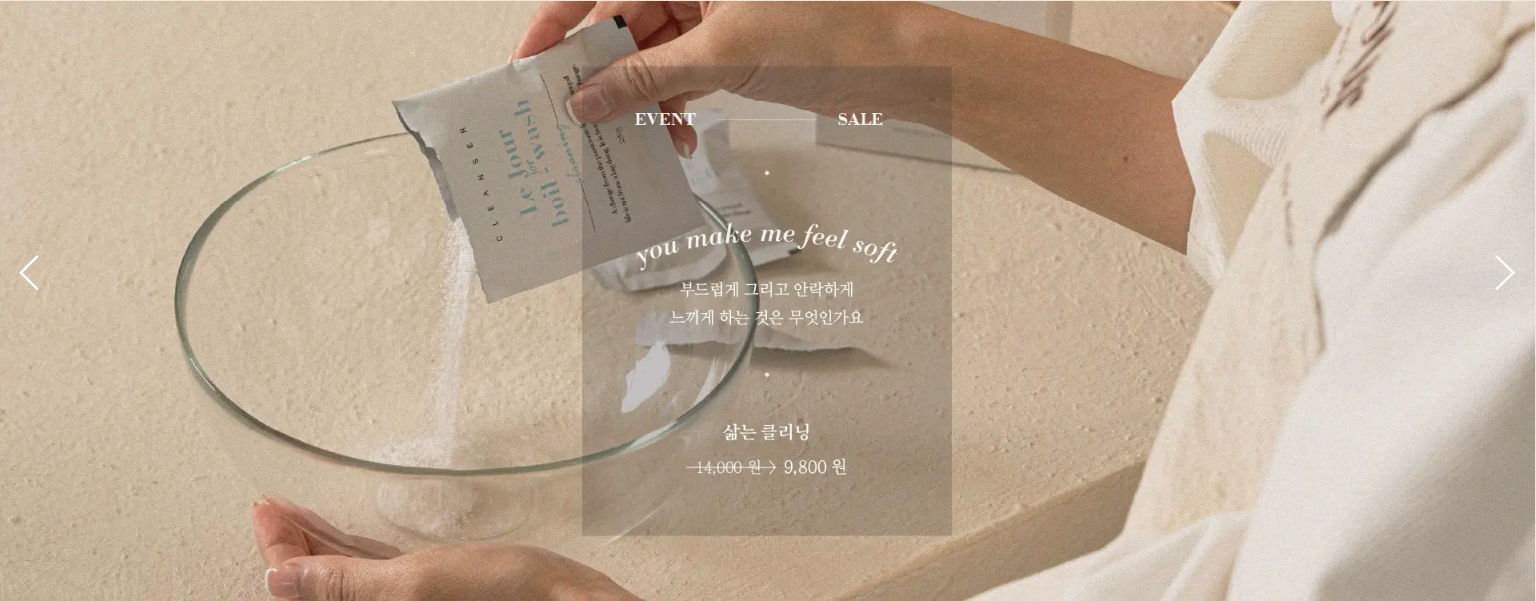 EVENT SALE
you make me feel soft
부드럽게 그리고 안락하게
느끼게 하는 것은 무엇인가요
삶는 클리닝
14,000 원 → 9,800 원
CLEANSER
Le jour
boil-wash